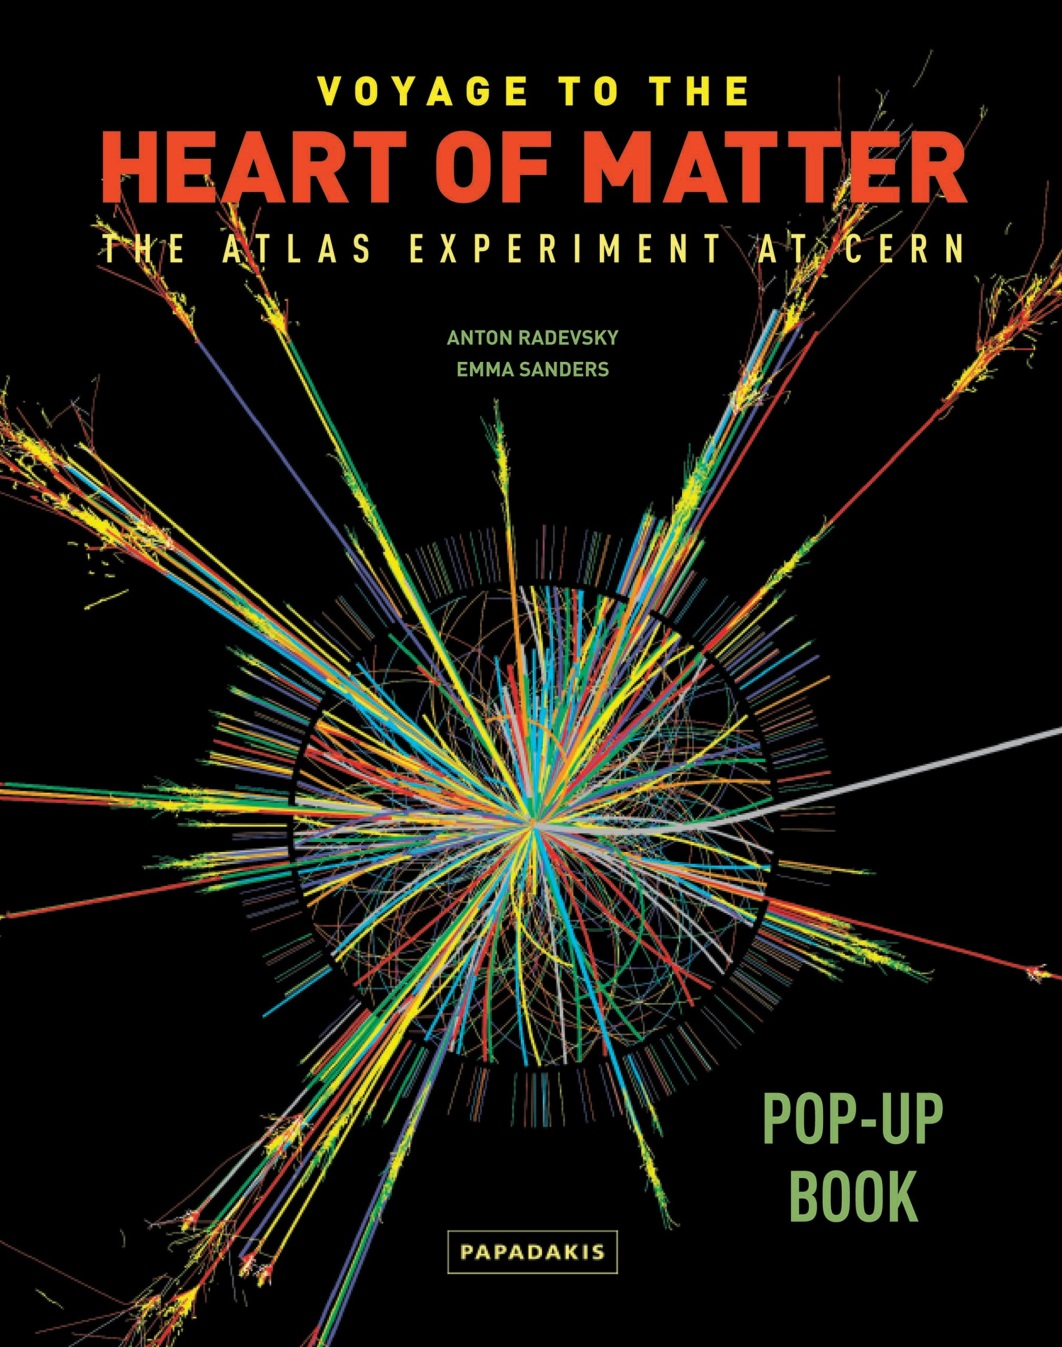 VOYAGE TO THE
HEART OF MATTER
THE ATLAS EXPERIMENT AT CERN
ANTON RADEVSKY
EMMA SANDERS
POP-UP
BOOK
PAPADAKIS